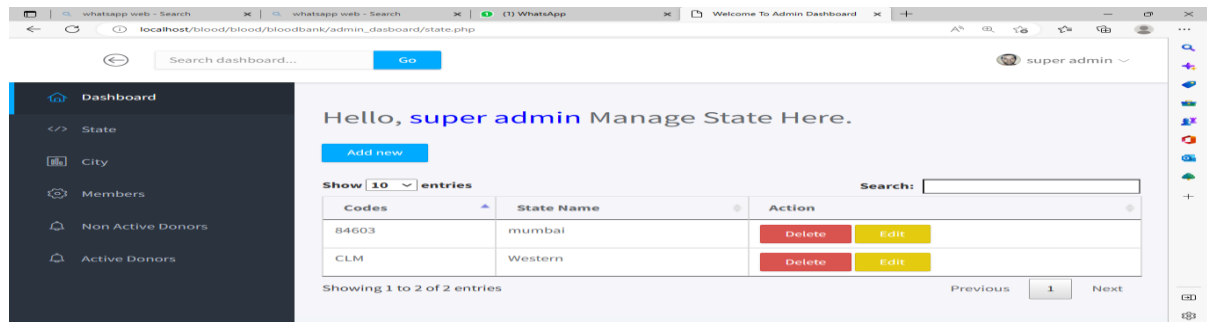 whatsapp web - Search whatsapp web - Search (1) WhatsApp Welcome To Admin Dashboard
localhost/blood/blood/bloodbank/admin_dasboard/state.php
Search dashboard... Go super admin
Dashboard
State
City
Members
Non Active Donors
Active Donors
Hello, super admin Manage State Here.
Add new
Show 10 entries Search:
Codes State Name Action
84603 mumbai Delete Edit
CLM Western Delete Edit
Showing 1 to 2 of 2 entries Previous 1 Next